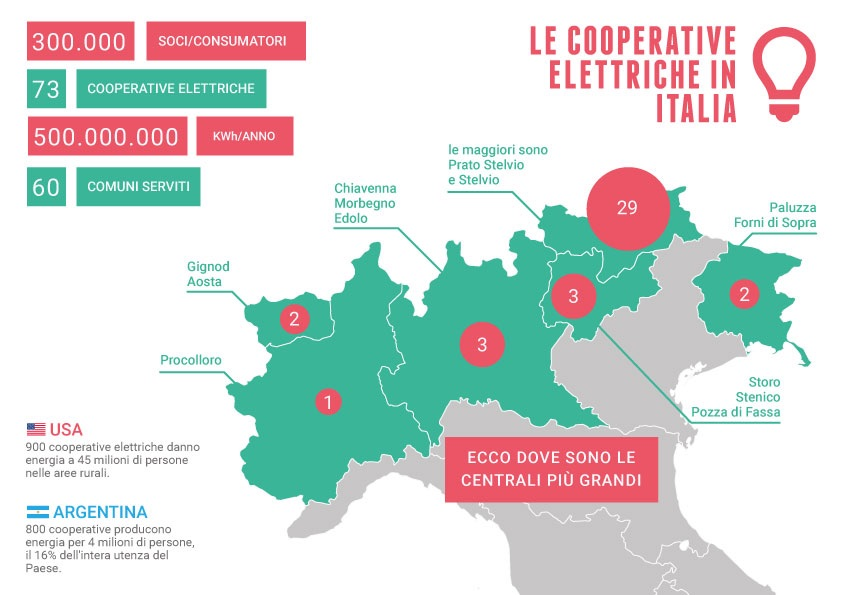 300.000 SOCI/CONSUMATORI
73 COOPERATIVE ELETTRICHE
500.000.000 KWh/ANNO
60 COMUNI SERVITI
LE COOPERATIVE
ELETTRICHE IN
ITALIA
le maggiori sono
Prato Stelvio
e Stelvio
29
Chiavenna
Morbegno
Edolo
3
Paluzza
Forni di Sopra
2
Gignod
Aosta
2
3
Storo
Stenico
Pozza di Fassa
Procolloro
1
ECCO DOVE SONO LE
CENTRALI PIÙ GRANDI
USA
900 cooperative elettriche danno
energia a 45 milioni di persone
nelle aree rurali.
ARGENTINA
800 cooperative producono
energia per 4 milioni di persone,
il 16% dell'intera utenza del
Paese.